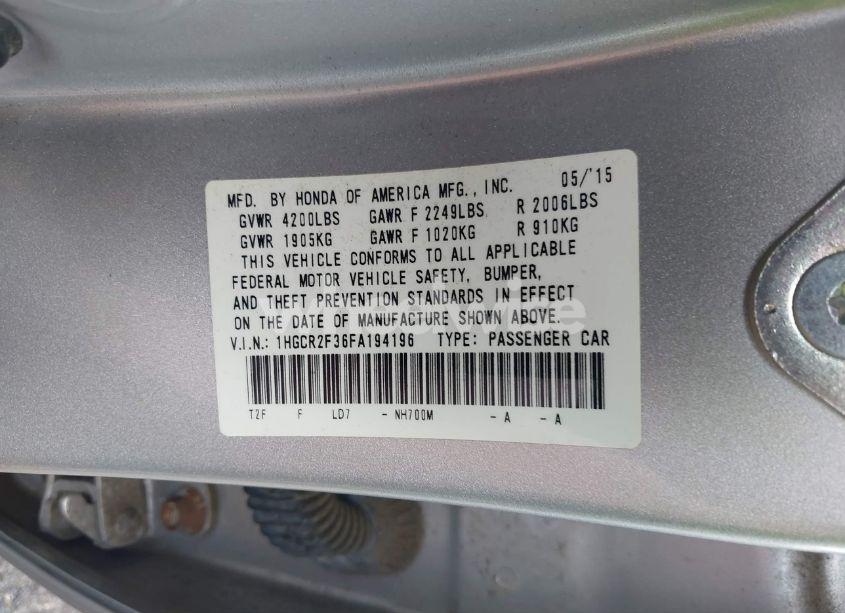 MFD. BY HONDA OF AMERICA MFG., INC. 05/'15
GVWR 4200LBS GAWR F 2249LBS R 2006LBS
GVWR 1905KG GAWR F 1020KG R 910KG
THIS VEHICLE CONFORMS TO ALL APPLICABLE
FEDERAL MOTOR VEHICLE SAFETY, BUMPER,
AND THEFT PREVENTION STANDARDS IN EFFECT
ON THE DATE OF MANUFACTURE SHOWN ABOVE.
V.I.N.: 1HGCR2F36FA194196 TYPE: PASSENGER CAR
T2F F LD7 - NH700M - A - A